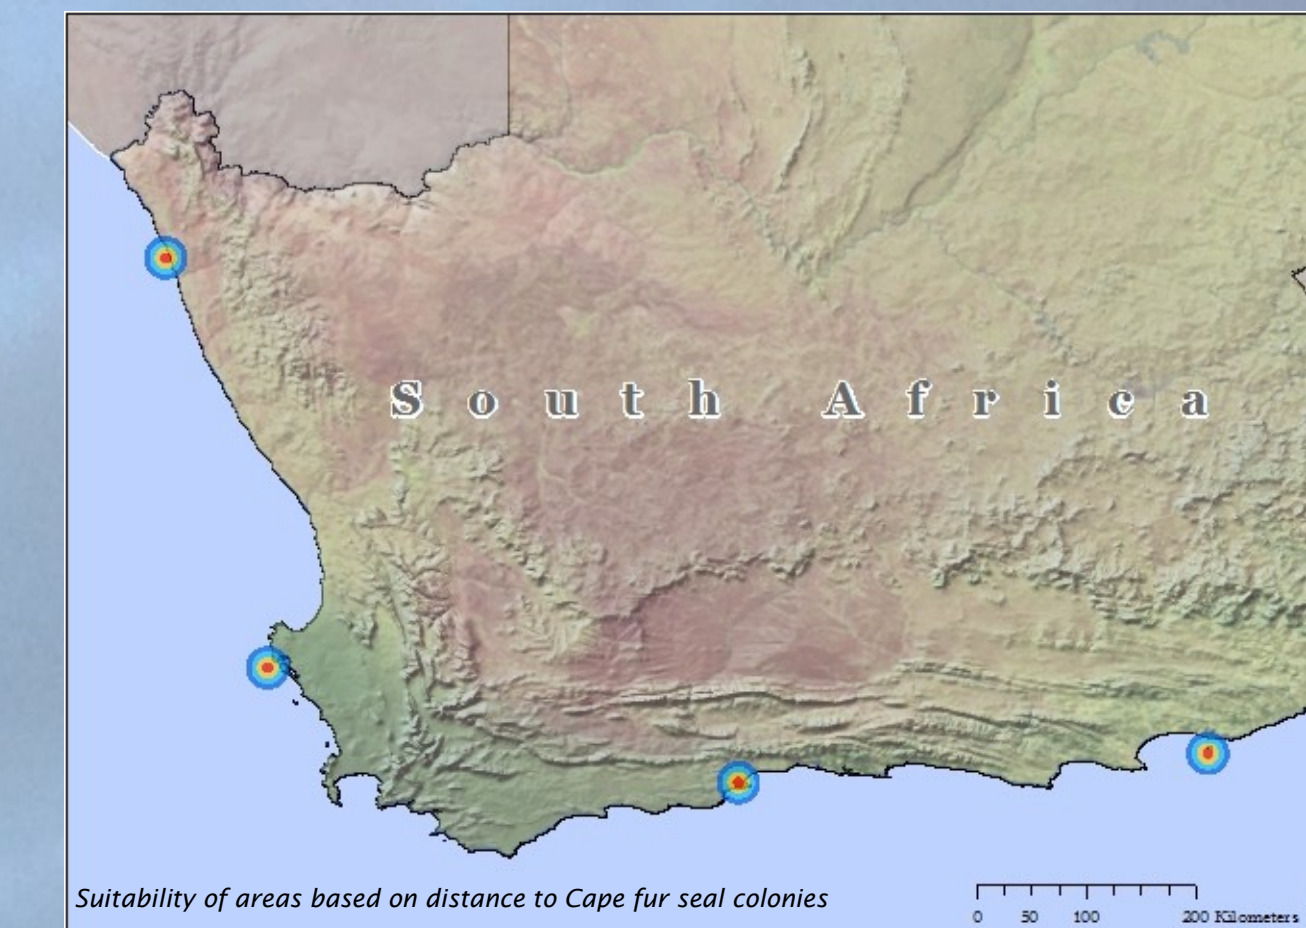 South Africa
Suitability of areas based on distance to Cape fur seal colonies
0 50 100 200 Kilometers